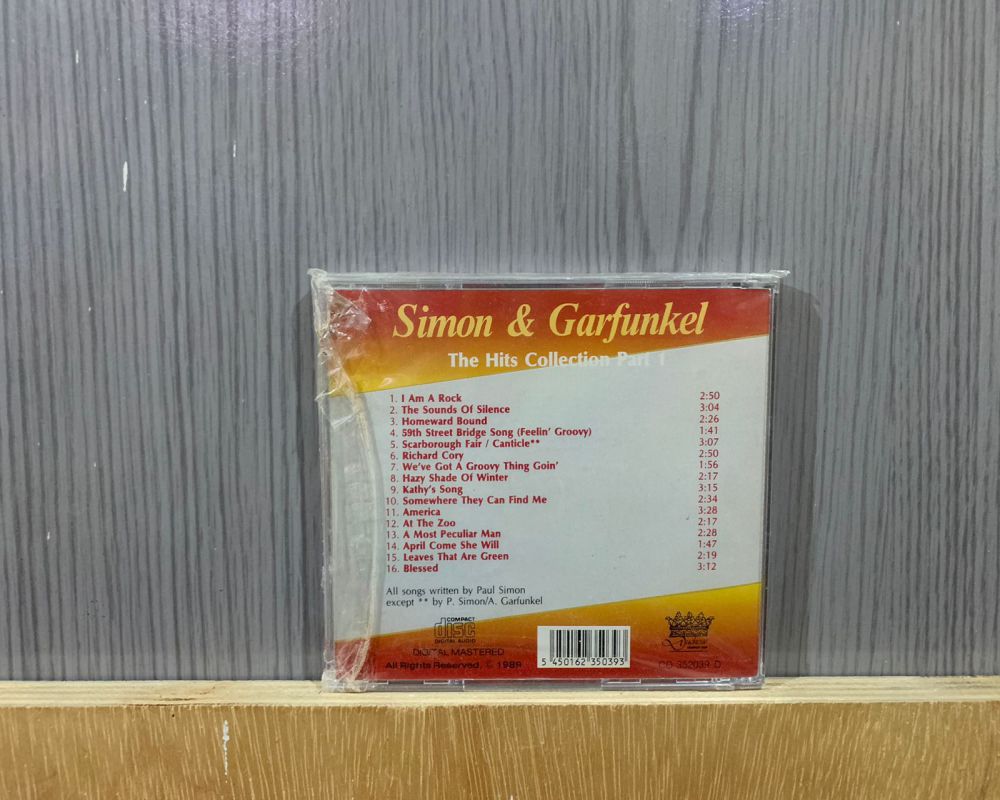 Simon & Garfunkel
The Hits Collection Part 1
1. I Am A Rock 2:50
2. The Sounds Of Silence 3:04
3. Homeward Bound 2:26
4. 59th Street Bridge Song (Feelin' Groovy) 1:41
5. Scarborough Fair / Canticle** 3:07
6. Richard Cory 2:50
7. We've Got A Groovy Thing Goin' 1:56
8. Hazy Shade Of Winter 2:17
9. Kathy's Song 3:15
10. Somewhere They Can Find Me 2:34
11. America 3:28
12. At The Zoo 2:17
13. A Most Peculiar Man 2:28
14. April Come She Will 1:47
15. Leaves That Are Green 2:19
16. Blessed 3:12
All songs written by Paul Simon
except ** by P. Simon/A. Garfunkel
COMPACT
disc
DIGITAL AUDIO
DIGITAL MASTERED
All Rights Reserved. © 1989
5 450162 350393
CD 352039 D